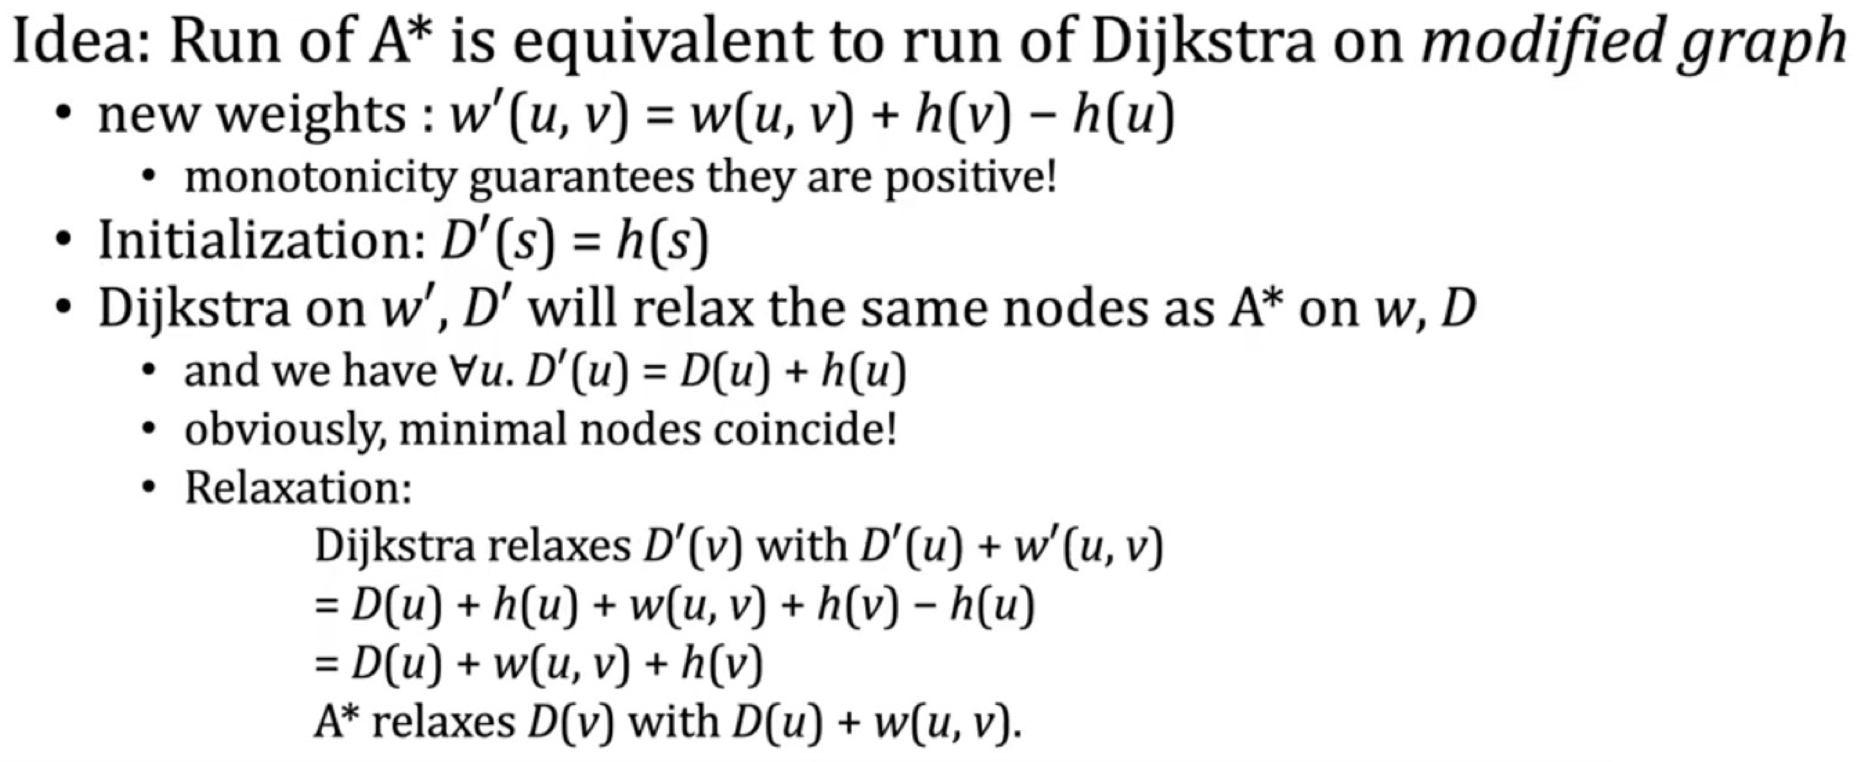 Idea: Run of A* is equivalent to run of Dijkstra on modified graph
• new weights : w′(u, v) = w(u, v) + h(v) − h(u)
• monotonicity guarantees they are positive!
• Initialization: D′(s) = h(s)
• Dijkstra on w′, D′ will relax the same nodes as A* on w, D
• and we have ∀u. D′(u) = D(u) + h(u)
• obviously, minimal nodes coincide!
• Relaxation:
Dijkstra relaxes D′(v) with D′(u) + w′(u, v)
= D(u) + h(u) + w(u, v) + h(v) − h(u)
= D(u) + w(u, v) + h(v)
A* relaxes D(v) with D(u) + w(u, v).